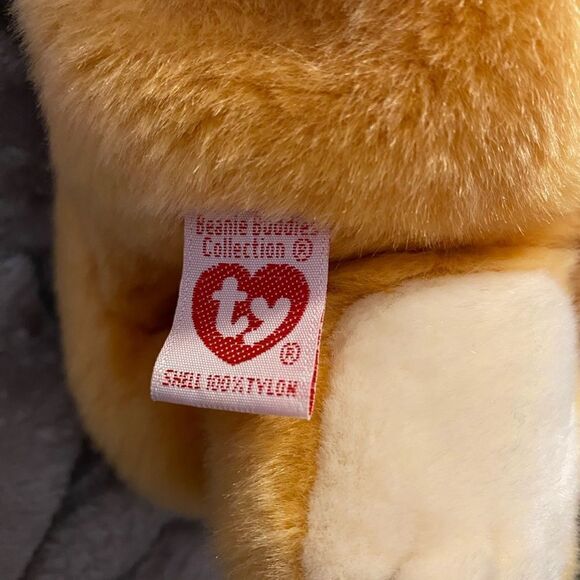 Beanie Buddies
Collection ®
ty
®
SHELL 100% TYLON